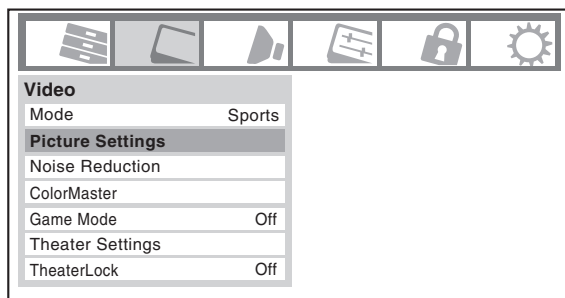 Video
Mode Sports
Picture Settings
Noise Reduction
ColorMaster
Game Mode Off
Theater Settings
TheaterLock Off